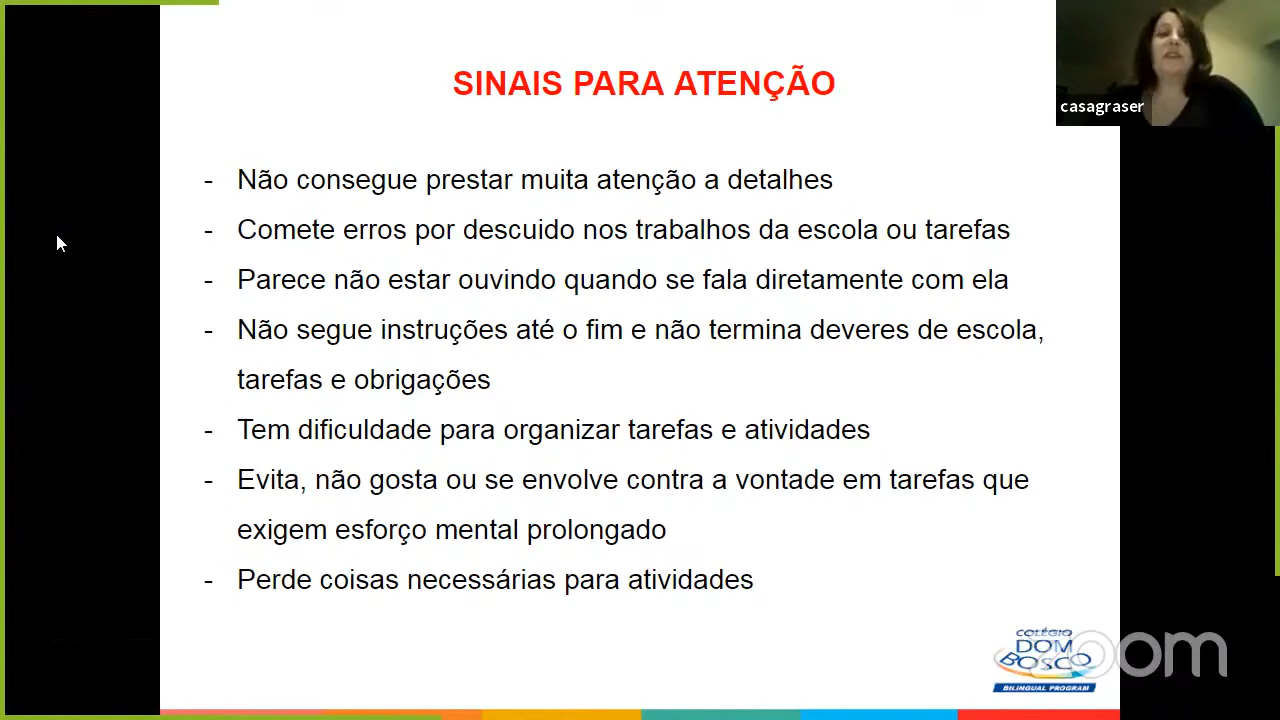 SINAIS PARA ATENÇÃO
casagraser
- Não consegue prestar muita atenção a detalhes
- Comete erros por descuido nos trabalhos da escola ou tarefas
- Parece não estar ouvindo quando se fala diretamente com ela
- Não segue instruções até o fim e não termina deveres de escola,
tarefas e obrigações
- Tem dificuldade para organizar tarefas e atividades
- Evita, não gosta ou se envolve contra a vontade em tarefas que
exigem esforço mental prolongado
- Perde coisas necessárias para atividades
COLÉGIO
DOM
BOSCO
BILINGUAL PROGRAM
zoom